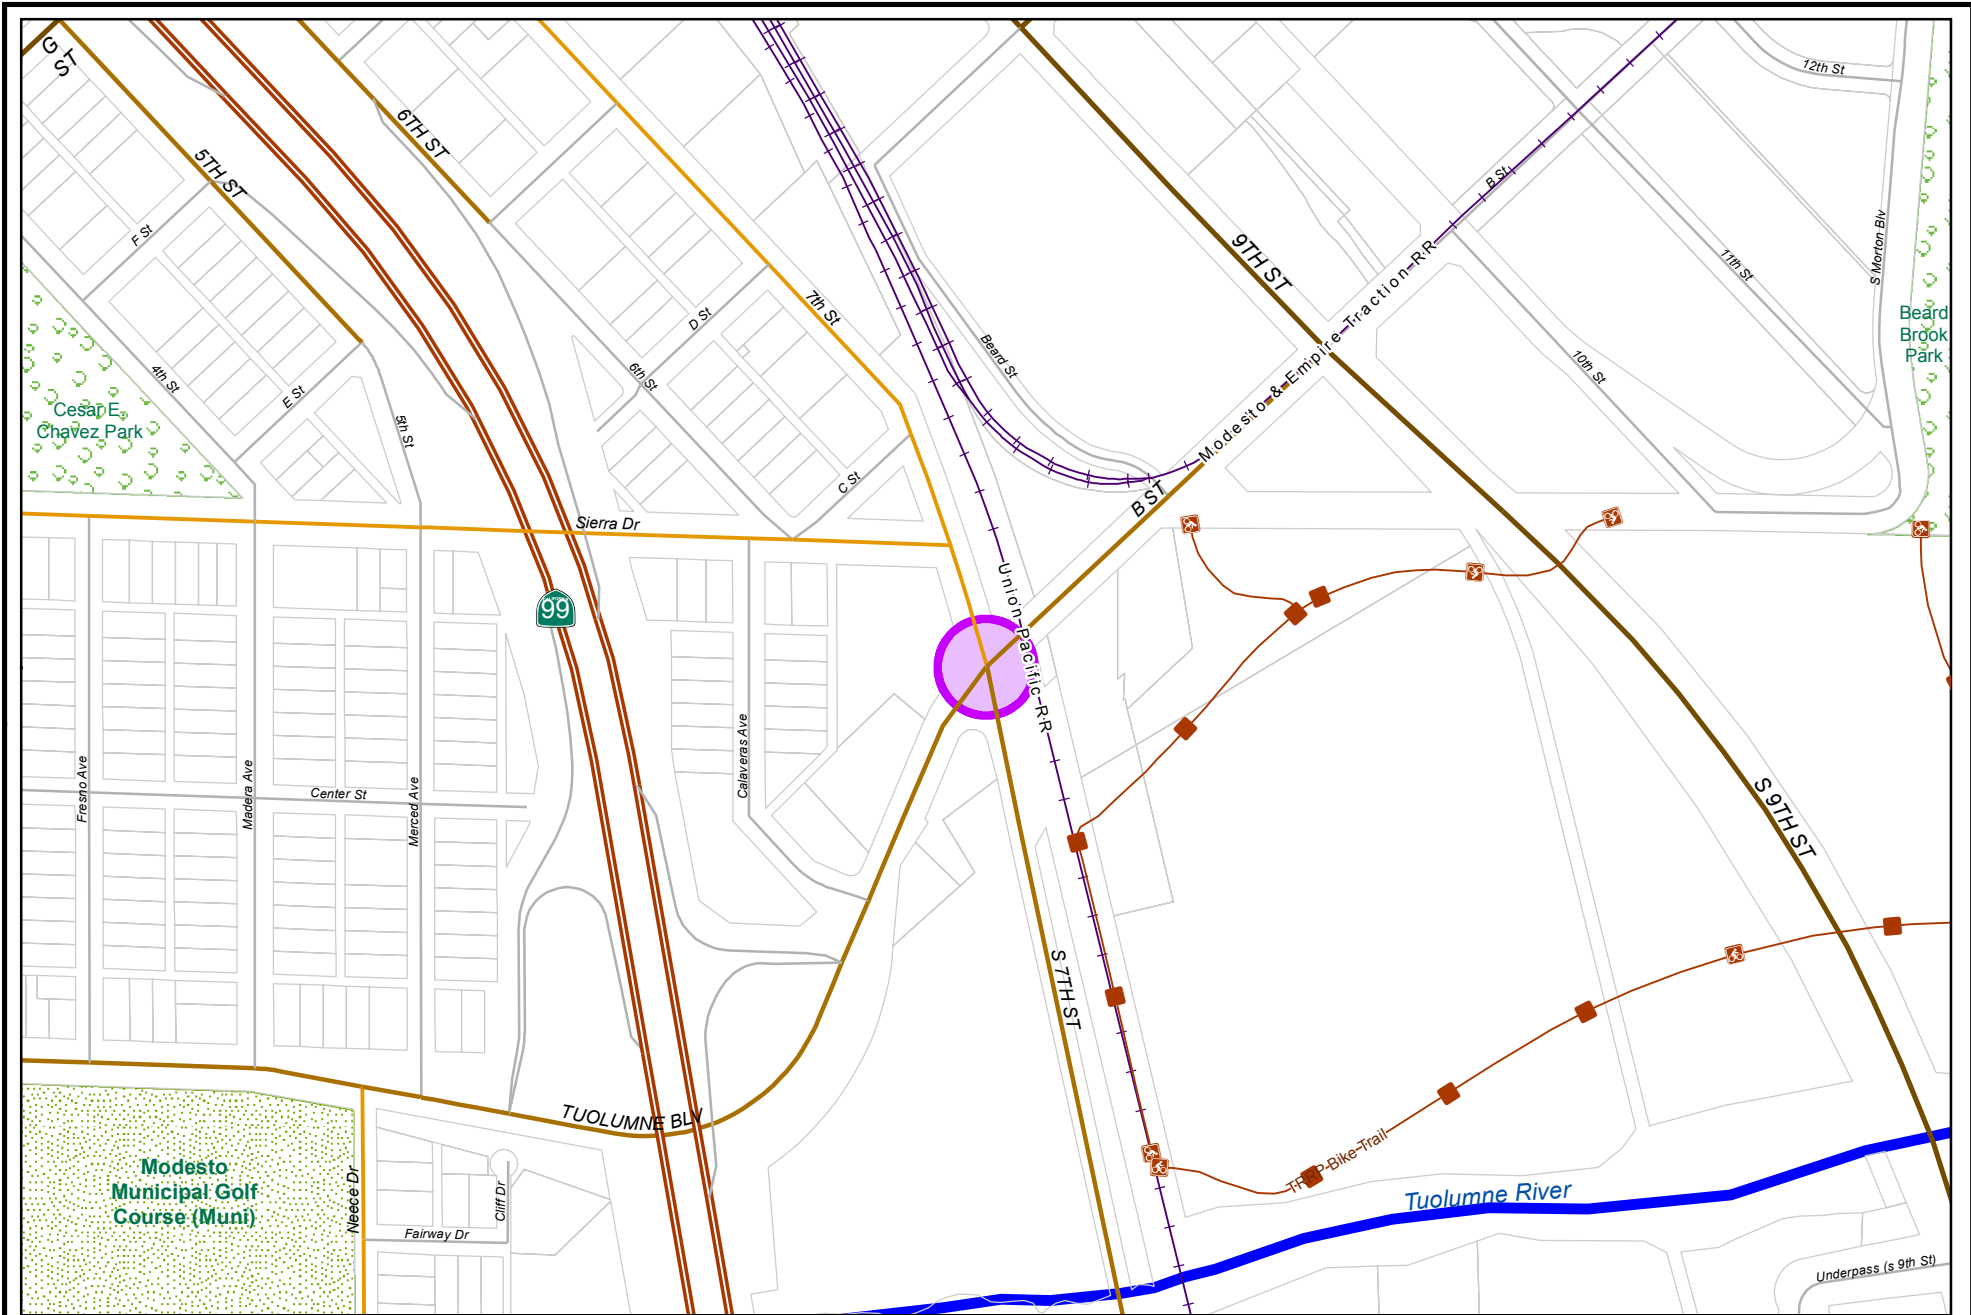 G ST
12th St
6TH ST
5TH ST
B St
F St
S Morton Blv
9TH ST
11th St
7th St
D St
Modesto & Empire Traction RR
Beard
Brook
Park
Beard St
10th St
4th St
6th St
E St
Cesar E.
Chavez Park
5th St
C St
B ST
Sierra Dr
Union Pacific RR
99
Fresno Ave
Madera Ave
Center St
Merced Ave
Calaveras Ave
S 9TH ST
S 7TH ST
TUOLUMNE BLV
TRRP Bike Trail
Modesto
Municipal Golf
Course (Muni)
Neece Dr
Cliff Dr
Fairway Dr
Tuolumne River
Underpass (s 9th St)